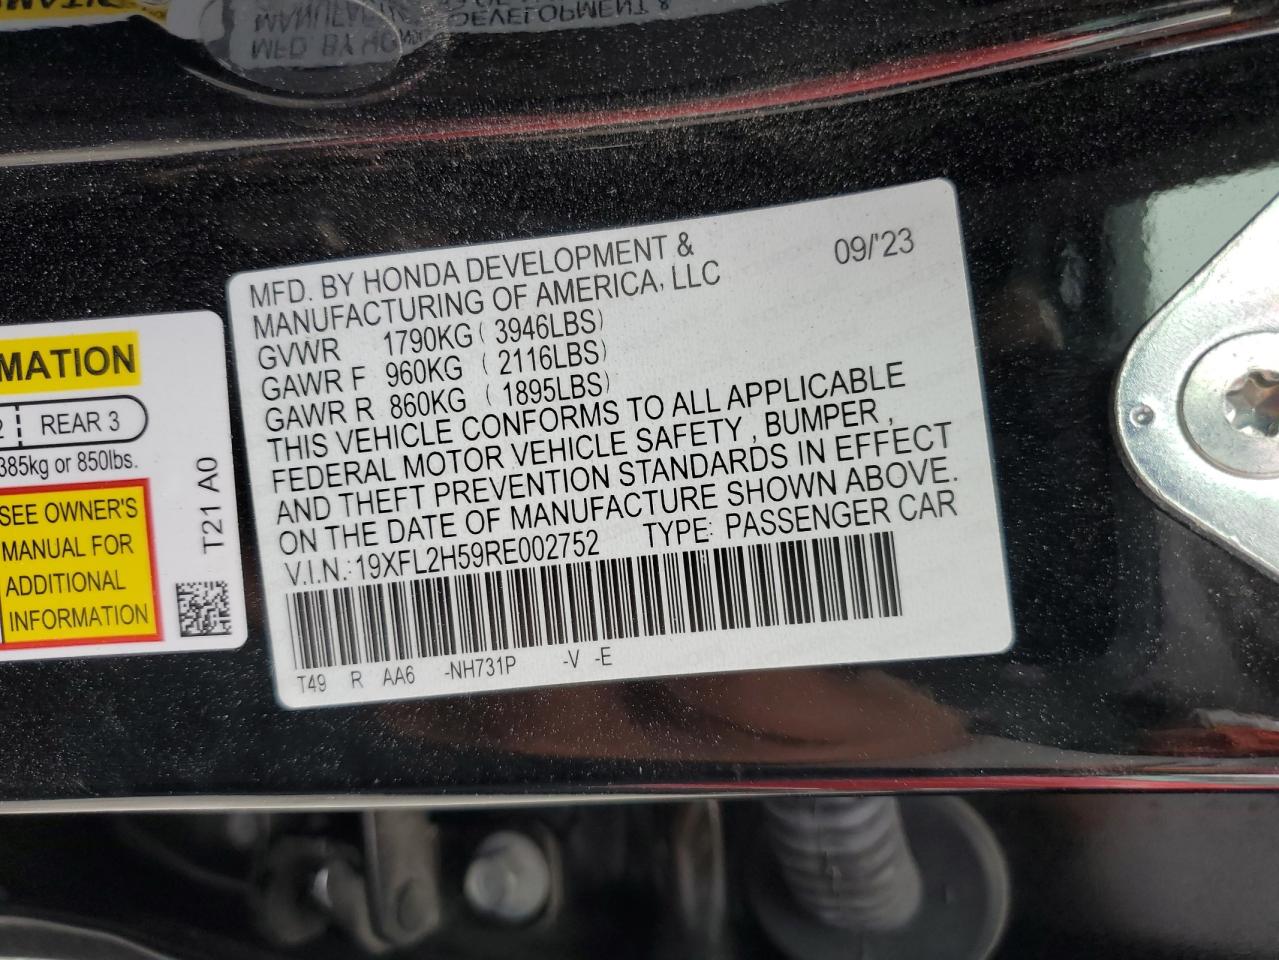 MFD. BY HONDA DEVELOPMENT &
MANUFACTURING OF AMERICA, LLC
09/'23
GVWR 1790KG ( 3946LBS)
GAWR F 960KG ( 2116LBS)
GAWR R 860KG ( 1895LBS)
THIS VEHICLE CONFORMS TO ALL APPLICABLE
FEDERAL MOTOR VEHICLE SAFETY , BUMPER ,
AND THEFT PREVENTION STANDARDS IN EFFECT
ON THE DATE OF MANUFACTURE SHOWN ABOVE.
V.I.N.: 19XFL2H59RE002752 TYPE: PASSENGER CAR
T49 R AA6 -NH731P -V -E
MATION
2 REAR 3
385kg or 850lbs.
SEE OWNER'S
MANUAL FOR
ADDITIONAL
INFORMATION
T21 A0